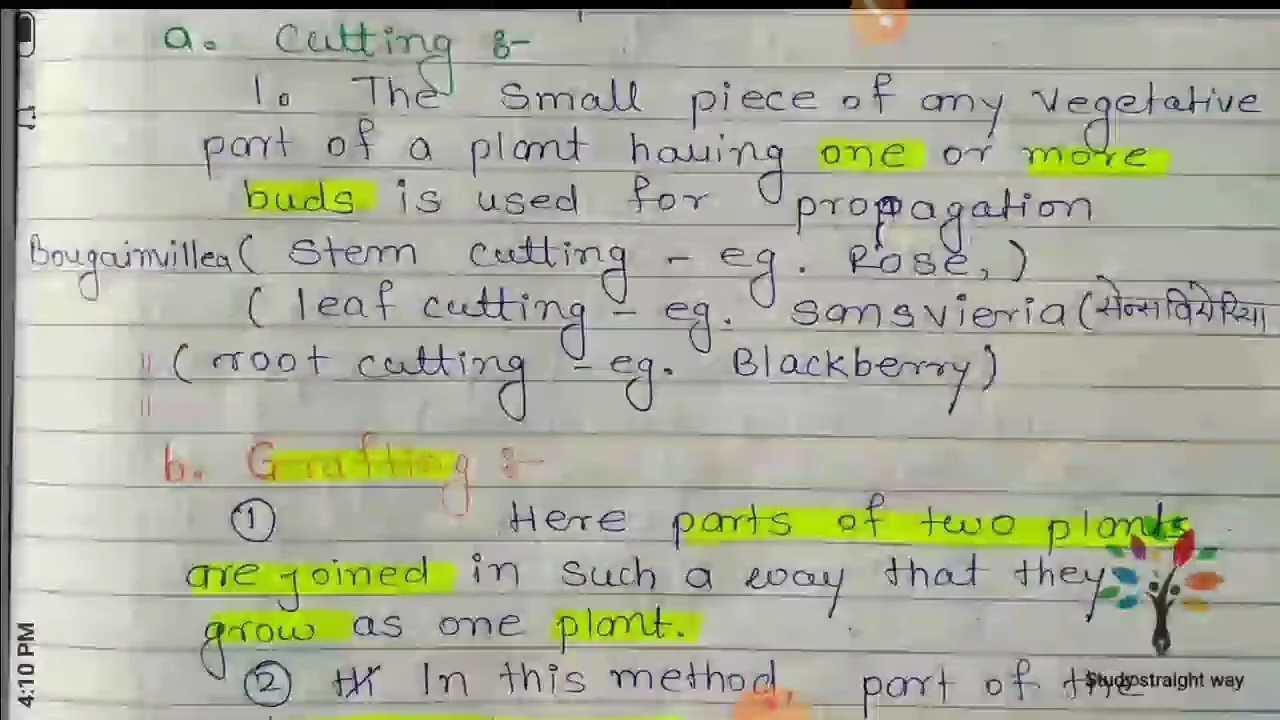 a. Cutting :-
1. The small piece of any vegetative
part of a plant having one or more
buds is used for propagation
Bougainvillea ( Stem cutting - eg. Rose, )
( leaf cutting - eg. sansvieria ( सेन्सवियेरिया
( root cutting - eg. Blackberry )
b. Grafting :-
① Here parts of two plants
are joined in such a way that they
grow as one plant.
② In this method, part of the
Studystraight way
4:10 PM